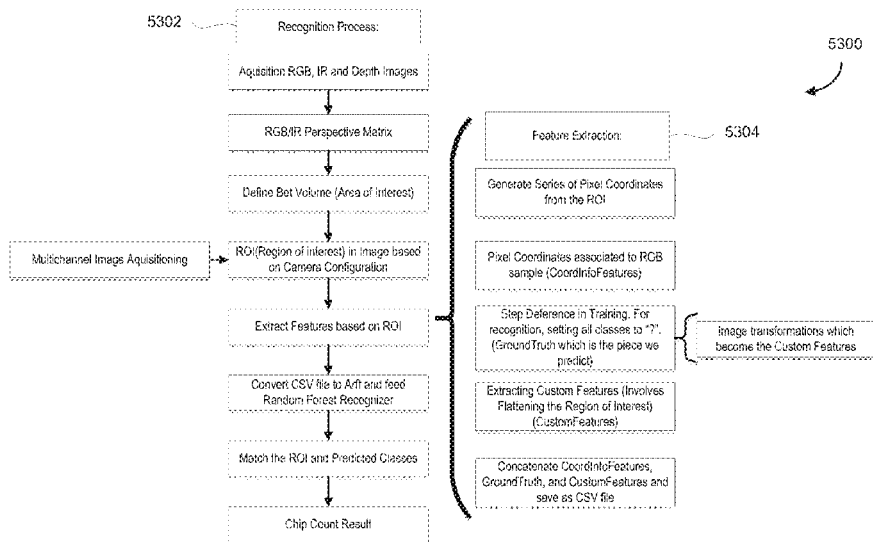 5302
Recognition Process:
5300
Aquisition RGB, IR and Depth Images
RGB/IR Perspective Matrix
Feature Extraction:
5304
Define Bet Volume (Area of Interest)
Generate Series of Pixel Coordinates
from the ROI
Multichannel Image Aquisitioning
ROI(Region of interest) in Image based
on Camera Configuration
Pixel Coordinates associated to RGB
sample (CoordInfoFeatures)
Extract Features based on ROI
Step Deference in Training. For
recognition, setting all classes to "?".
(GroundTruth which is the piece we
predict)
Image transformations which
become the Custom Features
Convert CSV file to Arff and feed
Random Forest Recognizer
Extracting Custom Features (Involves
Flattening the Region of Interest)
(CustomFeatures)
Match the ROI and Predicted Classes
Concatenate CoordInfoFeatures,
GroundTruth, and CustomFeatures and
save as CSV file
Chip Count Result